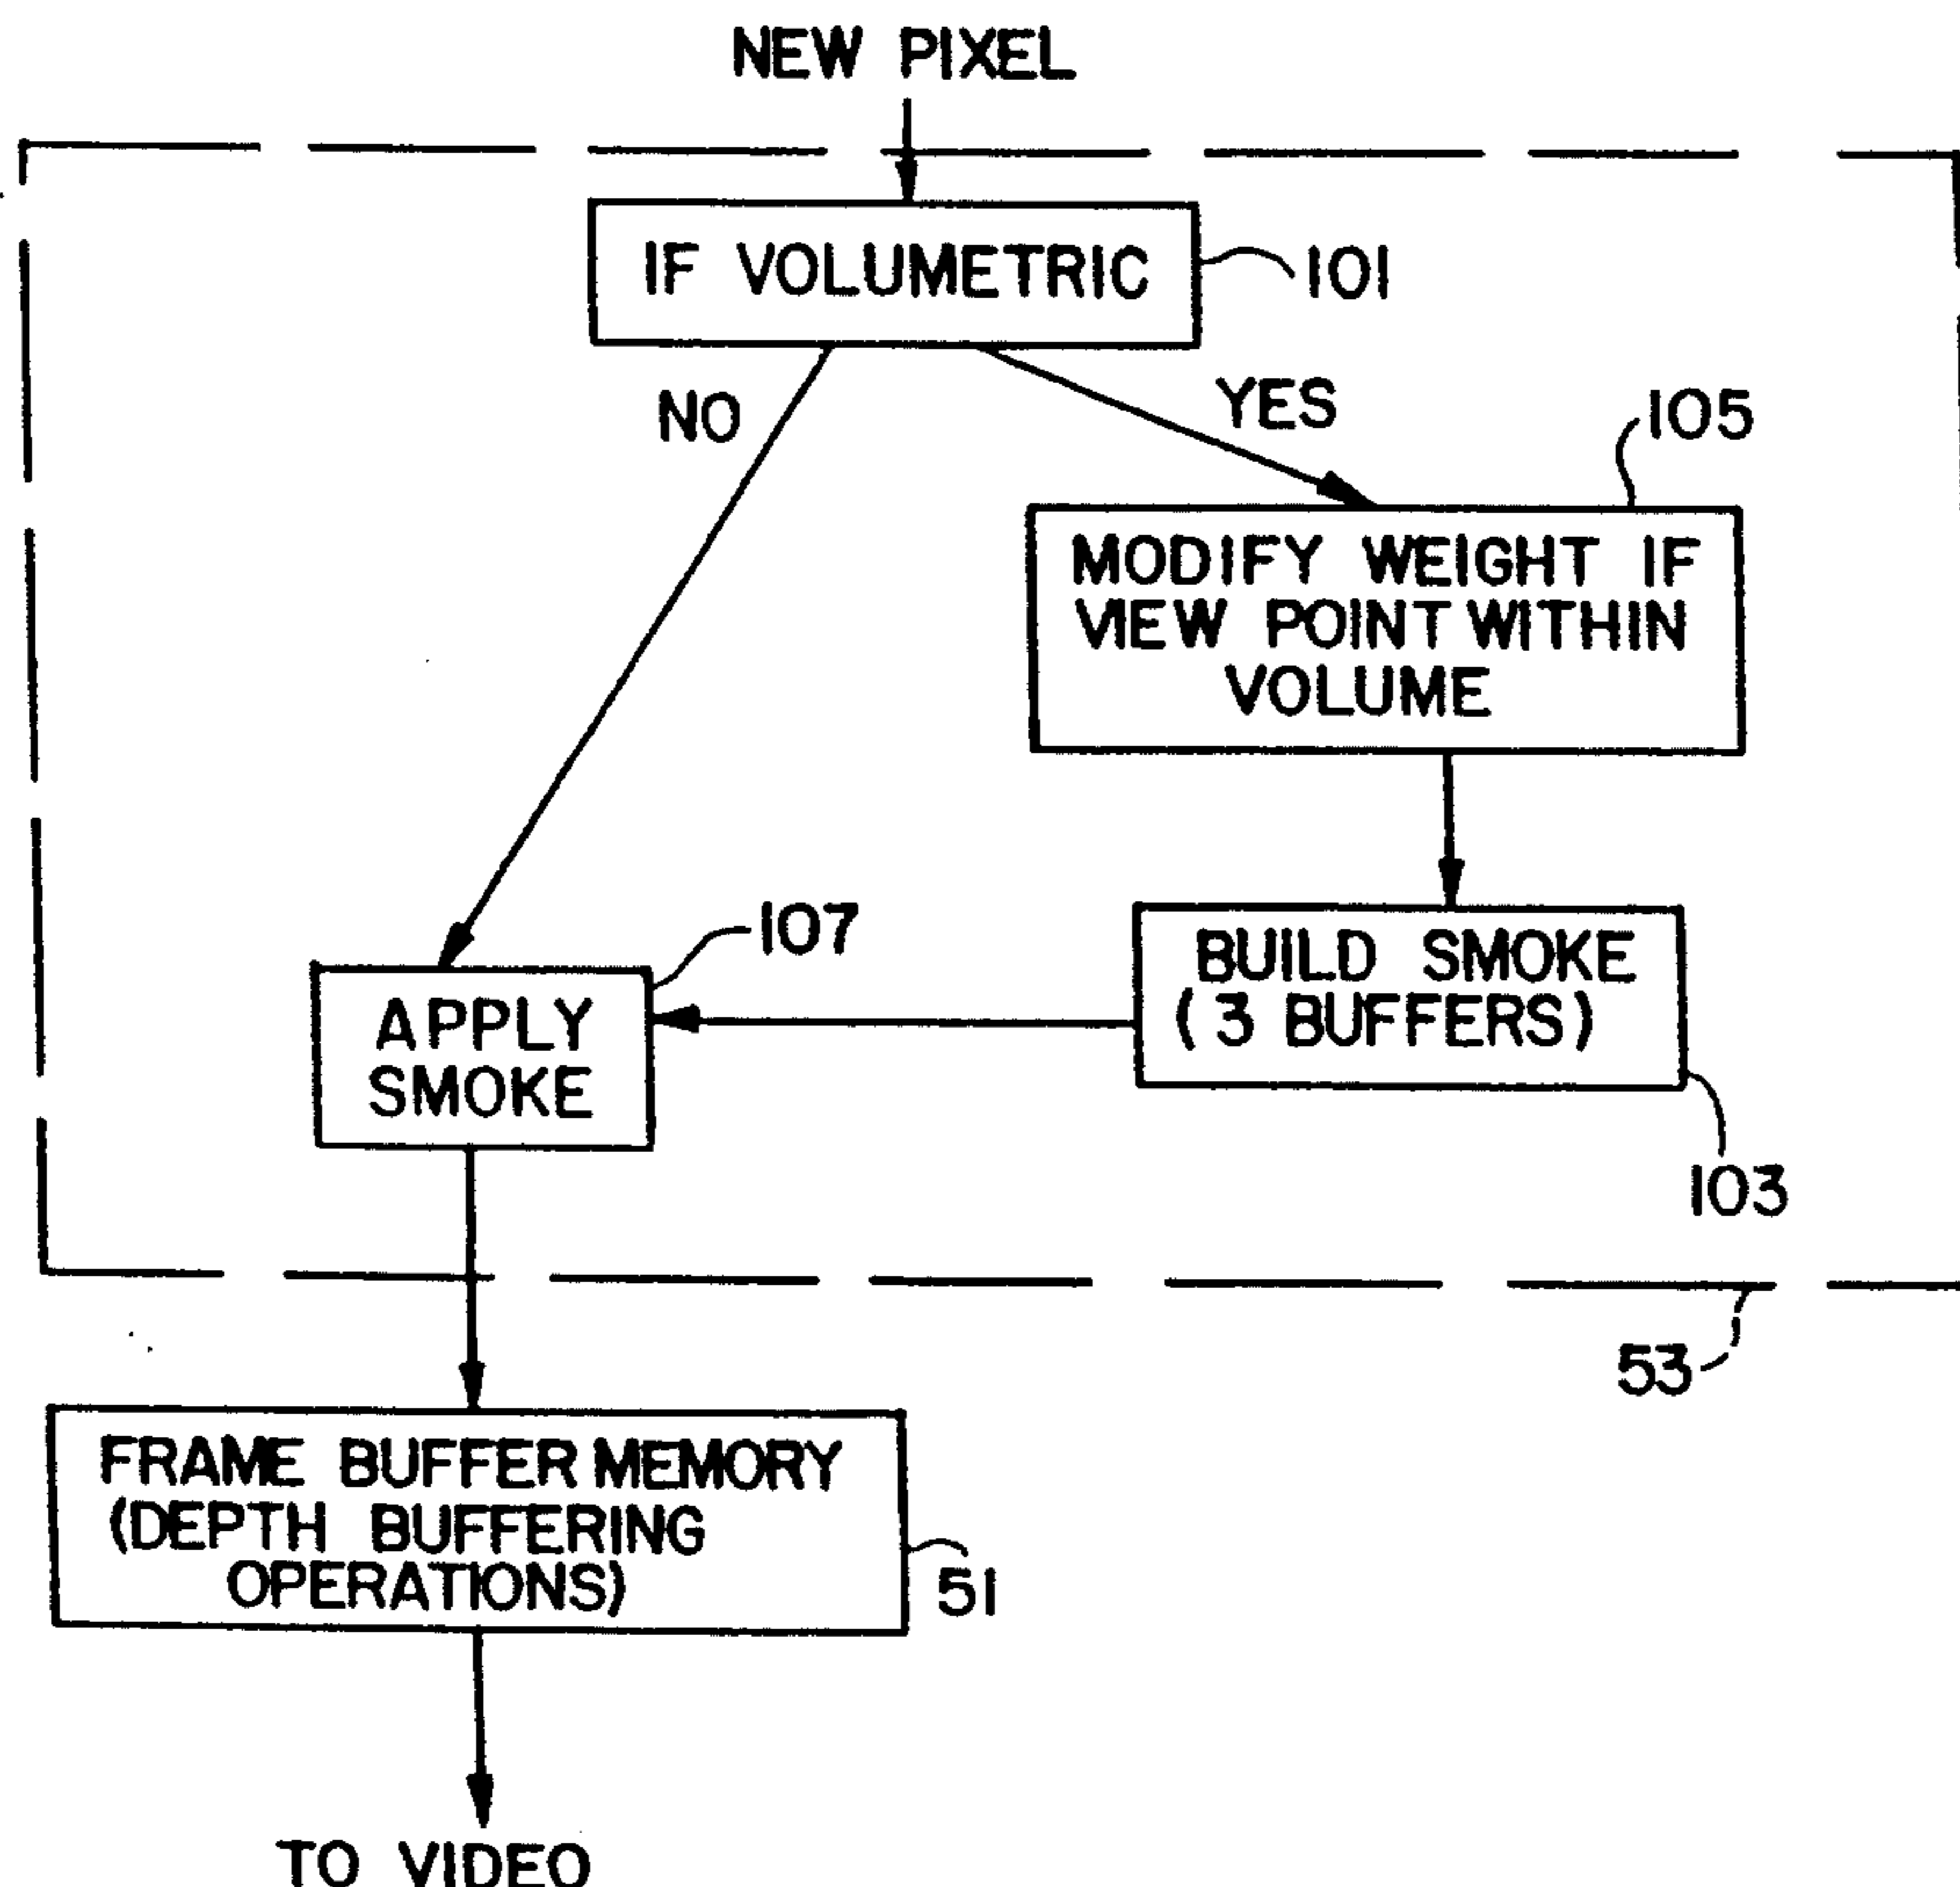 NEW PIXEL
IF VOLUMETRIC
101
NO
YES
105
MODIFY WEIGHT IF
VIEW POINT WITHIN
VOLUME
107
APPLY
SMOKE
BUILD SMOKE
(3 BUFFERS)
103
53
FRAME BUFFER MEMORY
(DEPTH BUFFERING
OPERATIONS)
51
TO VIDEO